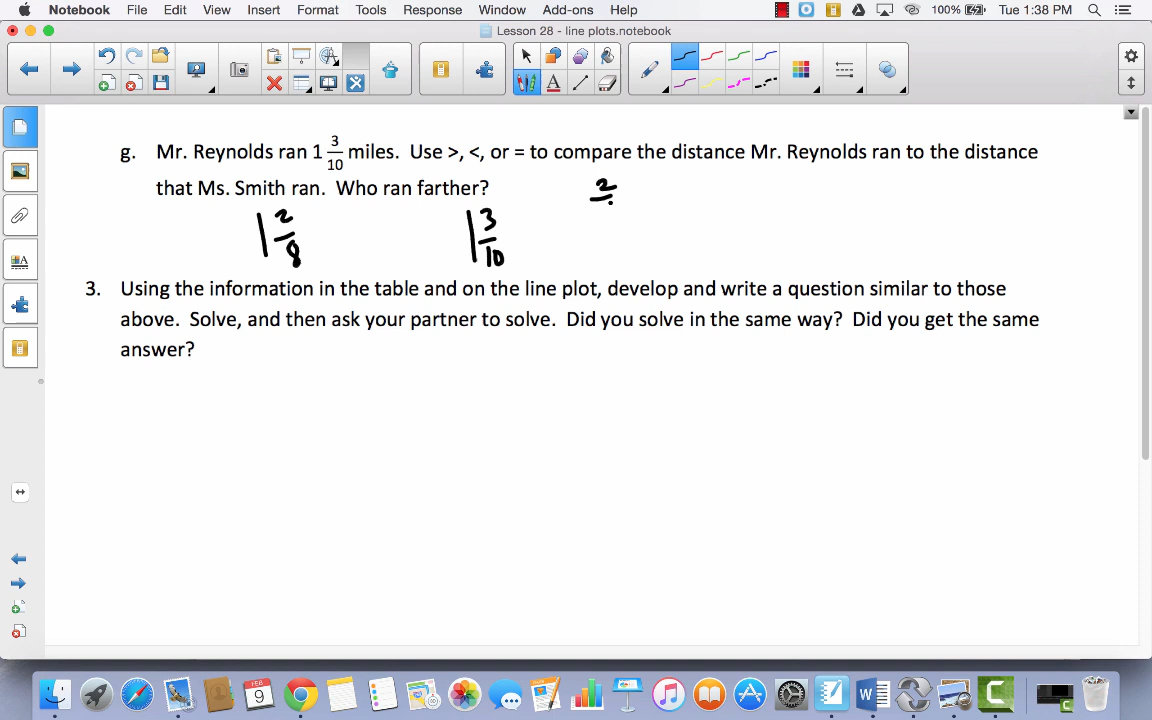 Notebook File Edit View Insert Format Tools Response Window Add-ons Help 100% Tue 1:38 PM
Lesson 28 - line plots.notebook
g. Mr. Reynolds ran 1 3/10 miles. Use >, <, or = to compare the distance Mr. Reynolds ran to the distance
that Ms. Smith ran. Who ran farther?
1 2/8 1 3/10 2
3. Using the information in the table and on the line plot, develop and write a question similar to those
above. Solve, and then ask your partner to solve. Did you solve in the same way? Did you get the same
answer?
FEB
9